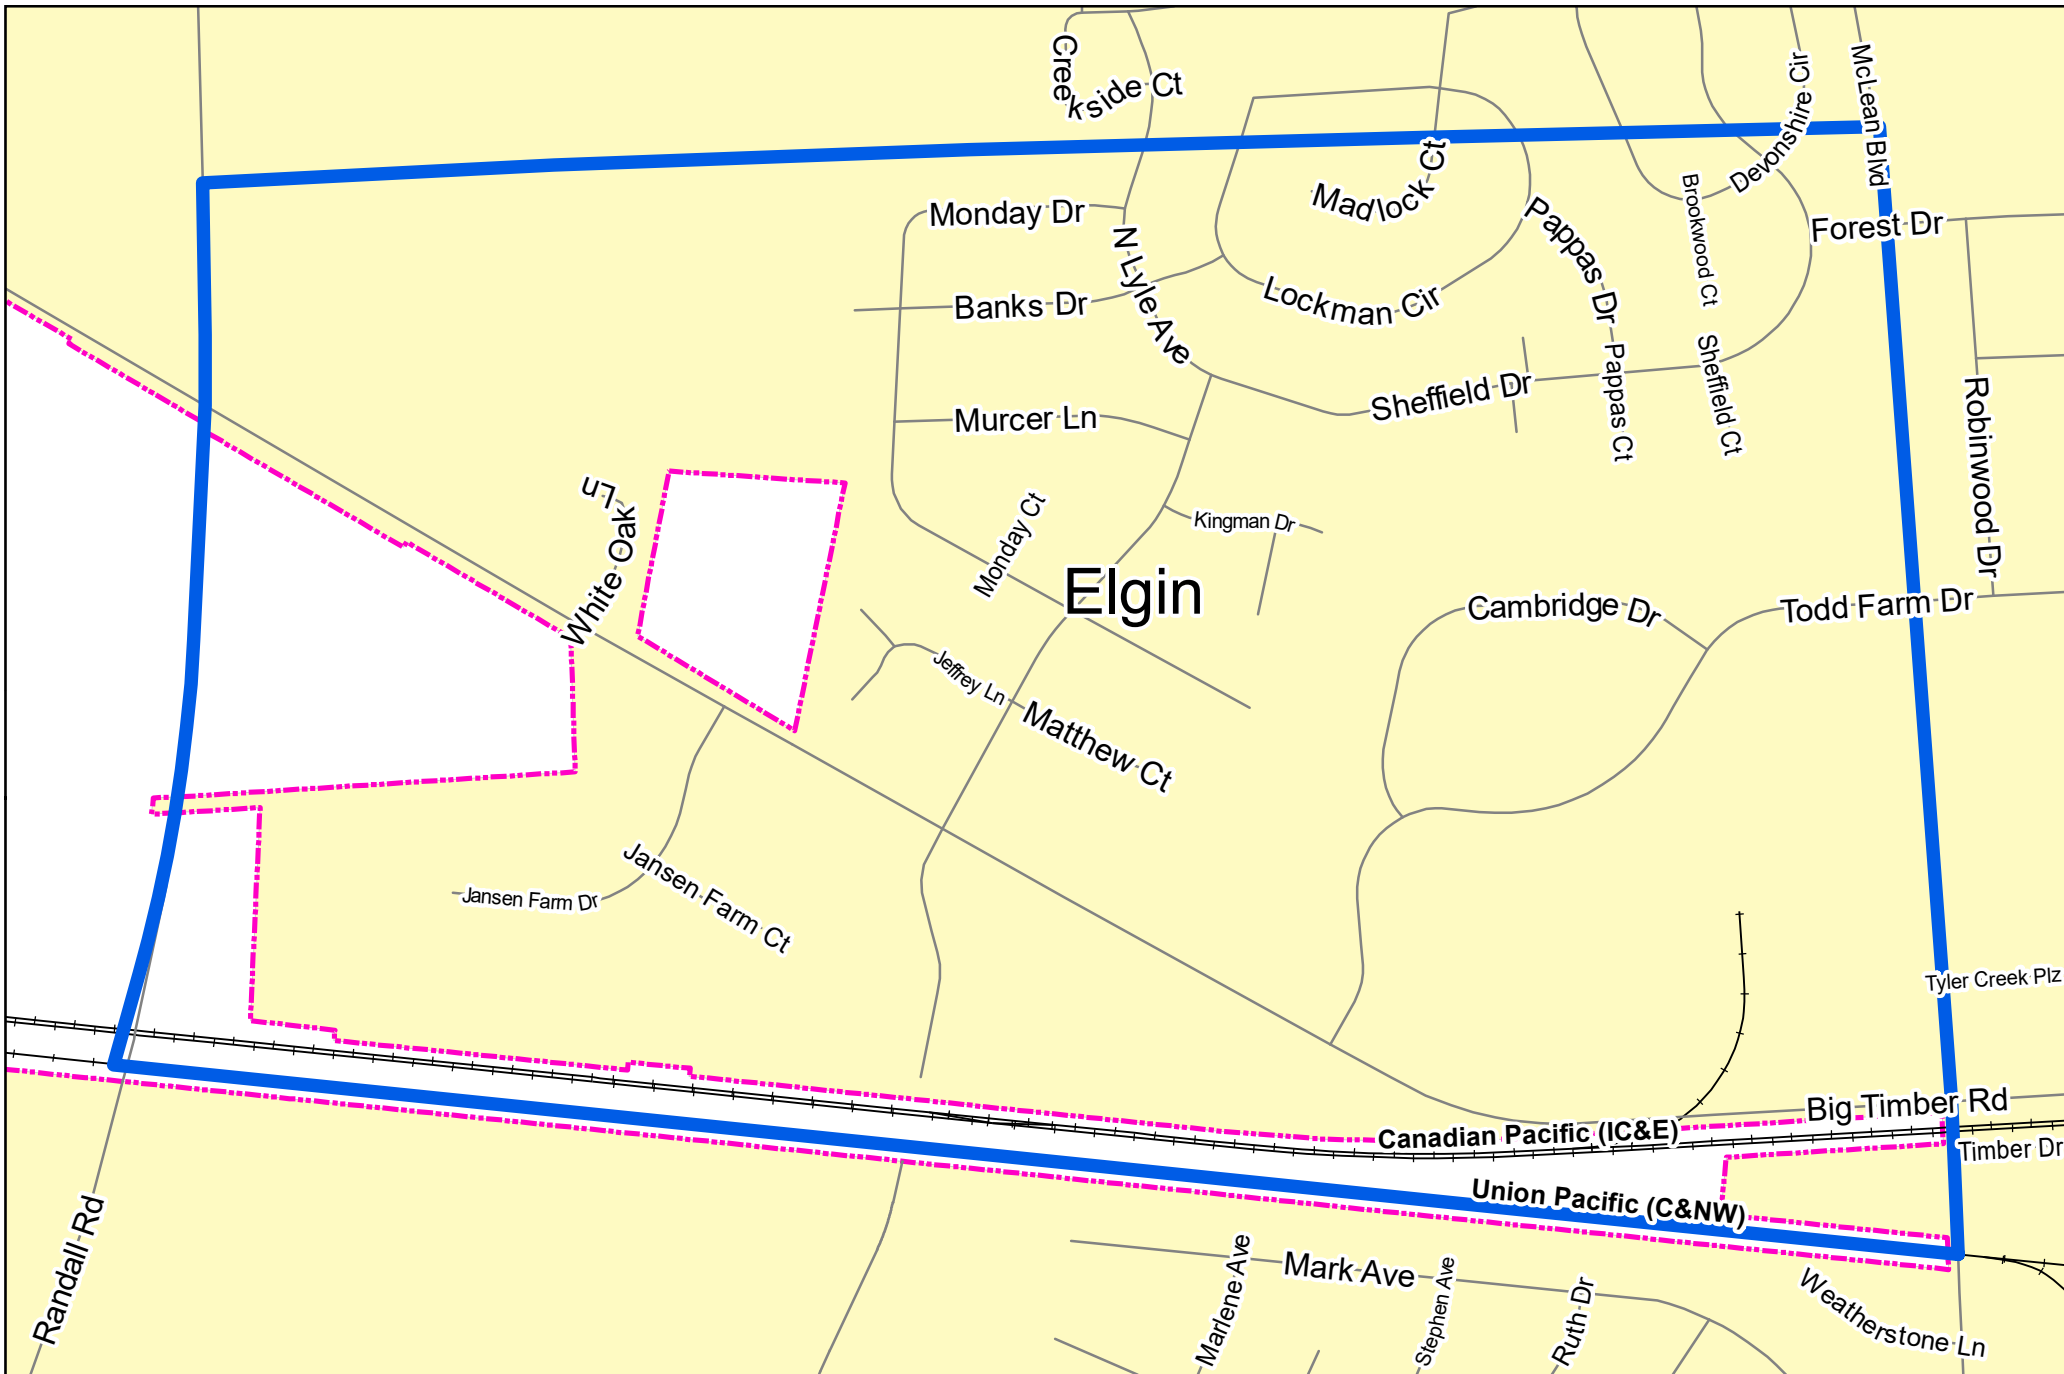 Creekside Ct
Devonshire Cir
McLean Blvd
Madlock Ct
Monday Dr
Pappas Dr
Brookwood Ct
Forest Dr
N Lyle Ave
Banks Dr
Lockman Cir
Sheffield Dr
Pappas Ct
Sheffield Ct
Murcer Ln
Robinwood Dr
White Oak Ln
Monday Ct
Kingman Dr
Elgin
Cambridge Dr
Todd Farm Dr
Jeffrey Ln
Matthew Ct
Jansen Farm Dr
Jansen Farm Ct
Tyler Creek Plz
Big Timber Rd
Canadian Pacific (IC&E)
Timber Dr
Union Pacific (C&NW)
Randall Rd
Marlene Ave
Mark Ave
Stephen Ave
Ruth Dr
Weatherstone Ln